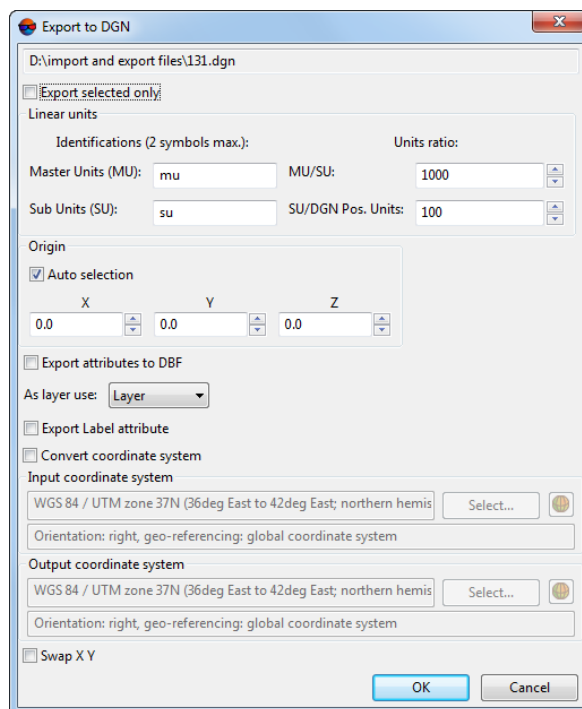 Export to DGN
D:\import and export files\131.dgn
Export selected only
Linear units
Identifications (2 symbols max.): Units ratio:
Master Units (MU): mu MU/SU: 1000
Sub Units (SU): su SU/DGN Pos. Units: 100
Origin
Auto selection
X Y Z
0.0 0.0 0.0
Export attributes to DBF
As layer use: Layer
Export Label attribute
Convert coordinate system
Input coordinate system
WGS 84 / UTM zone 37N (36deg East to 42deg East; northern hemis Select...
Orientation: right, geo-referencing: global coordinate system
Output coordinate system
WGS 84 / UTM zone 37N (36deg East to 42deg East; northern hemis Select...
Orientation: right, geo-referencing: global coordinate system
Swap X Y
OK Cancel